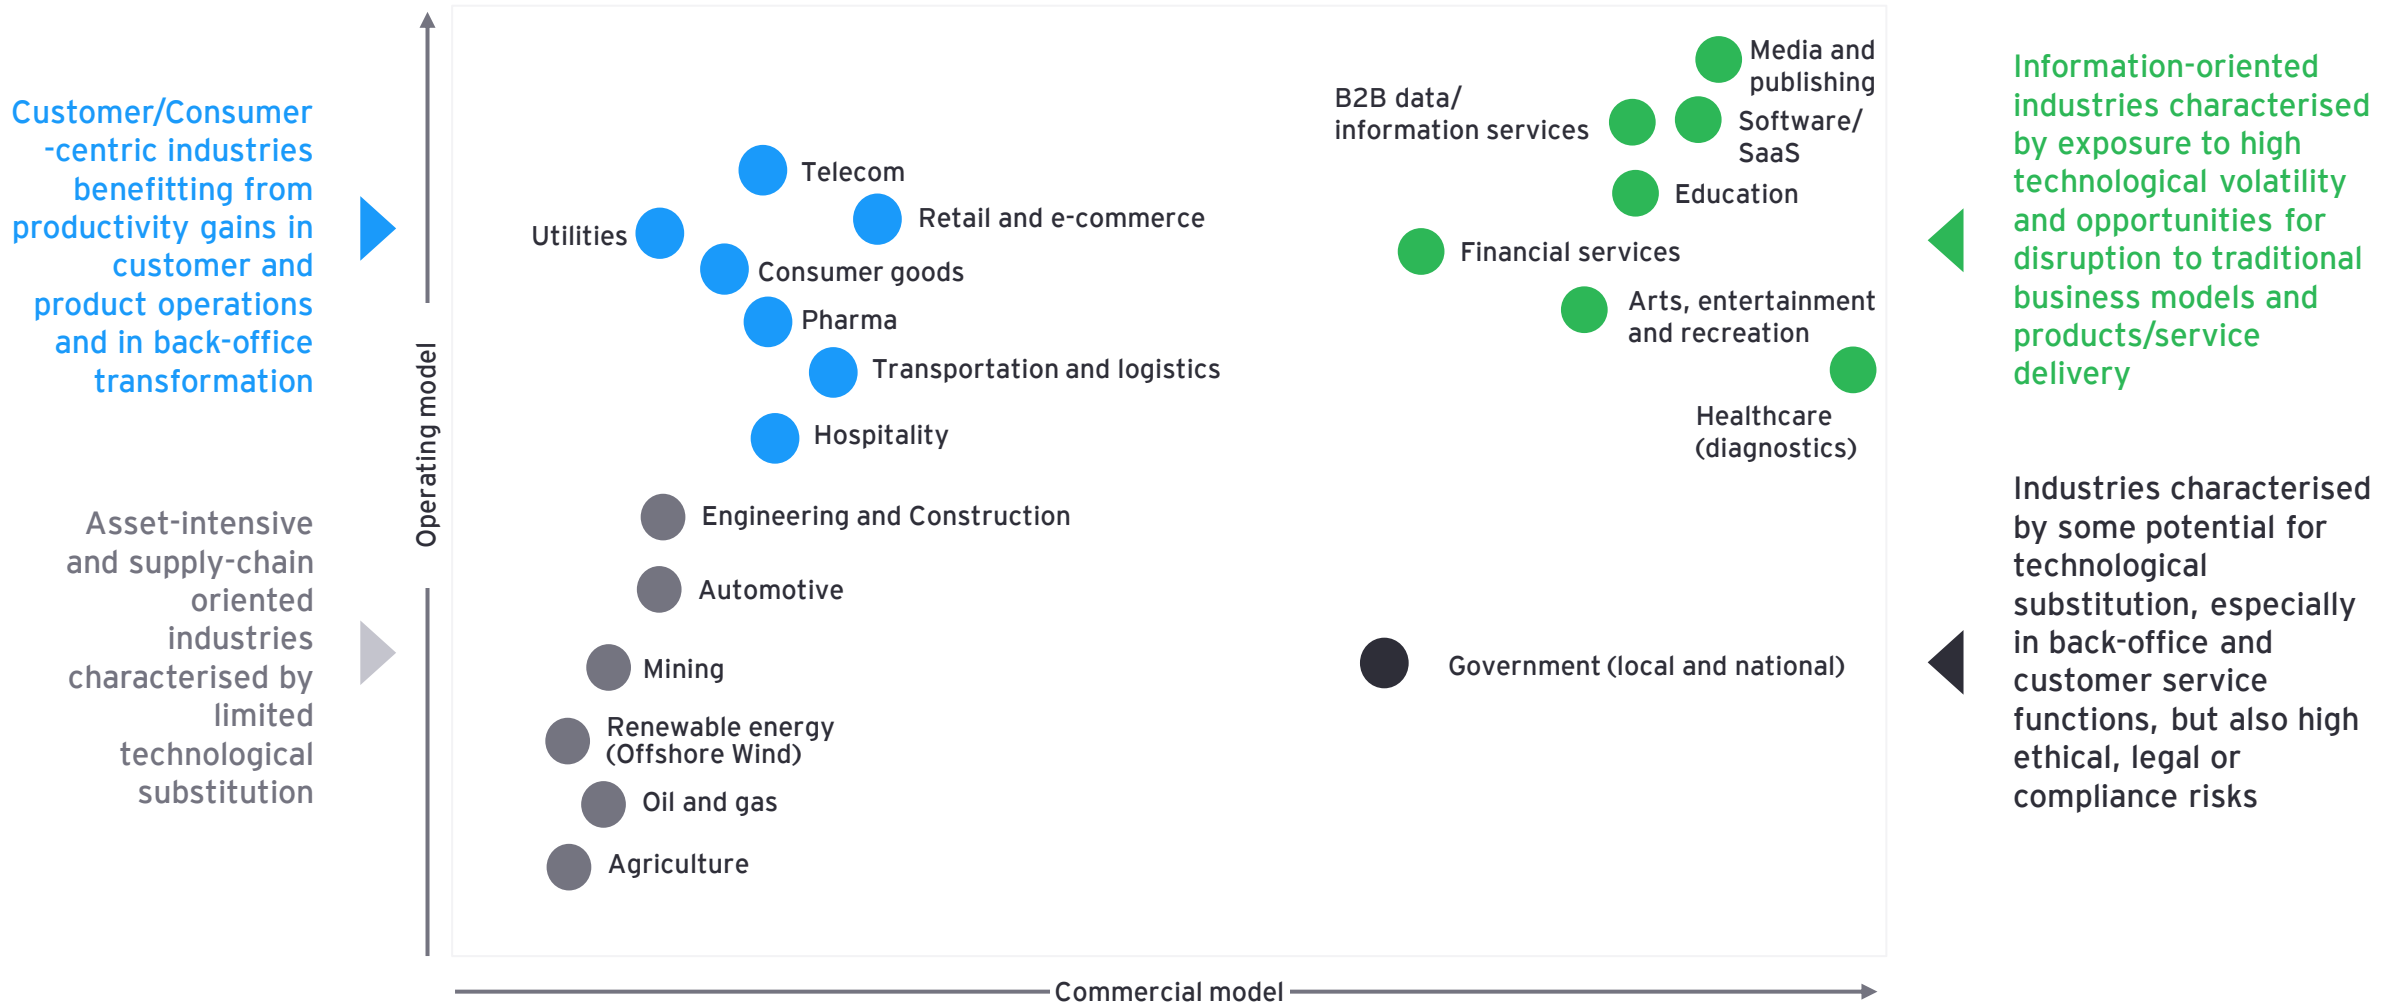 Customer/Consumer
-centric industries
benefitting from
productivity gains in
customer and
product operations
and in back-office
transformation
Asset-intensive
and supply-chain
oriented
industries
characterised by
limited
technological
substitution
Operating model
Media and
publishing
B2B data/
information services
Software/
SaaS
Telecom
Education
Retail and e-commerce
Utilities
Financial services
Consumer goods
Arts, entertainment
and recreation
Pharma
Transportation and logistics
Healthcare
(diagnostics)
Hospitality
Engineering and Construction
Automotive
Mining
Government (local and national)
Renewable energy
(Offshore Wind)
Oil and gas
Agriculture
Commercial model
Information-oriented
industries characterised
by exposure to high
technological volatility
and opportunities for
disruption to traditional
business models and
products/service
delivery
Industries characterised
by some potential for
technological
substitution, especially
in back-office and
customer service
functions, but also high
ethical, legal or
compliance risks